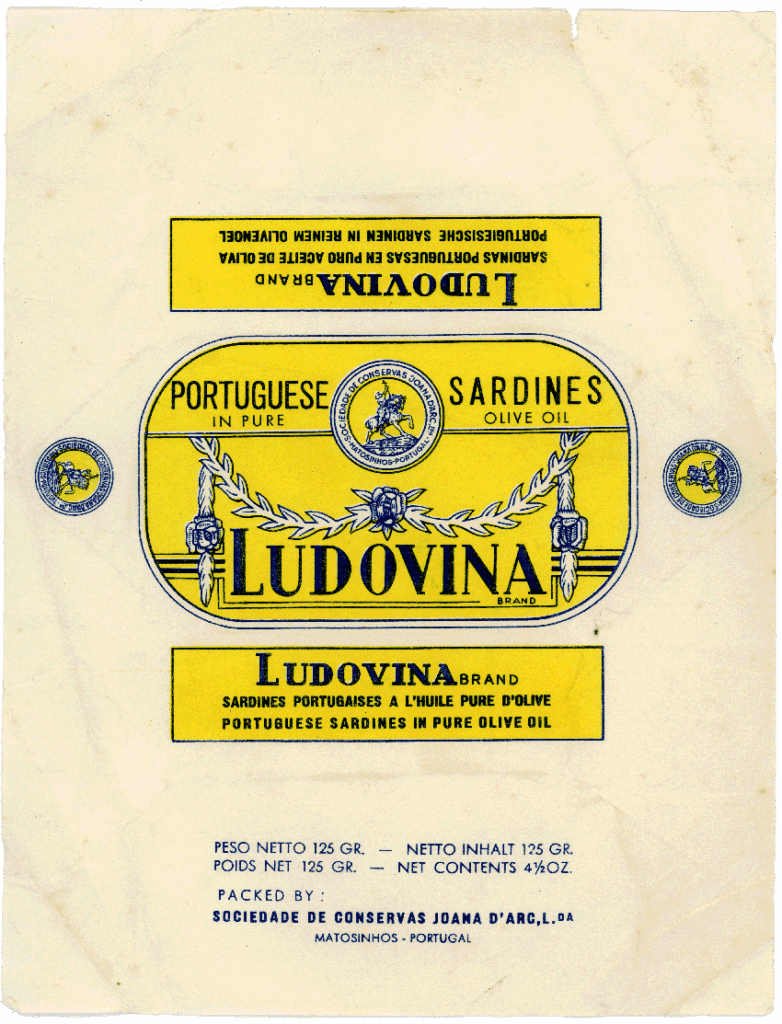 LUDOVINA BRAND
SARDINAS PORTUGUESAS EN PURO ACEITE DE OLIVA
PORTUGIESISCHE SARDINEN IN REINEM OLIVENOEL
PORTUGUESE SARDINES
IN PURE OLIVE OIL
SOCIEDADE DE CONSERVAS JOANA D'ARC, L.DA
MATOSINHOS-PORTUGAL
LUDOVINA
BRAND
LUDOVINA BRAND
SARDINES PORTUGAISES A L'HUILE PURE D'OLIVE
PORTUGUESE SARDINES IN PURE OLIVE OIL
PESO NETTO 125 GR. — NETTO INHALT 125 GR.
POIDS NET 125 GR. — NET CONTENTS 4½OZ.
PACKED BY :
SOCIEDADE DE CONSERVAS JOANA D'ARC,L.DA
MATOSINHOS - PORTUGAL